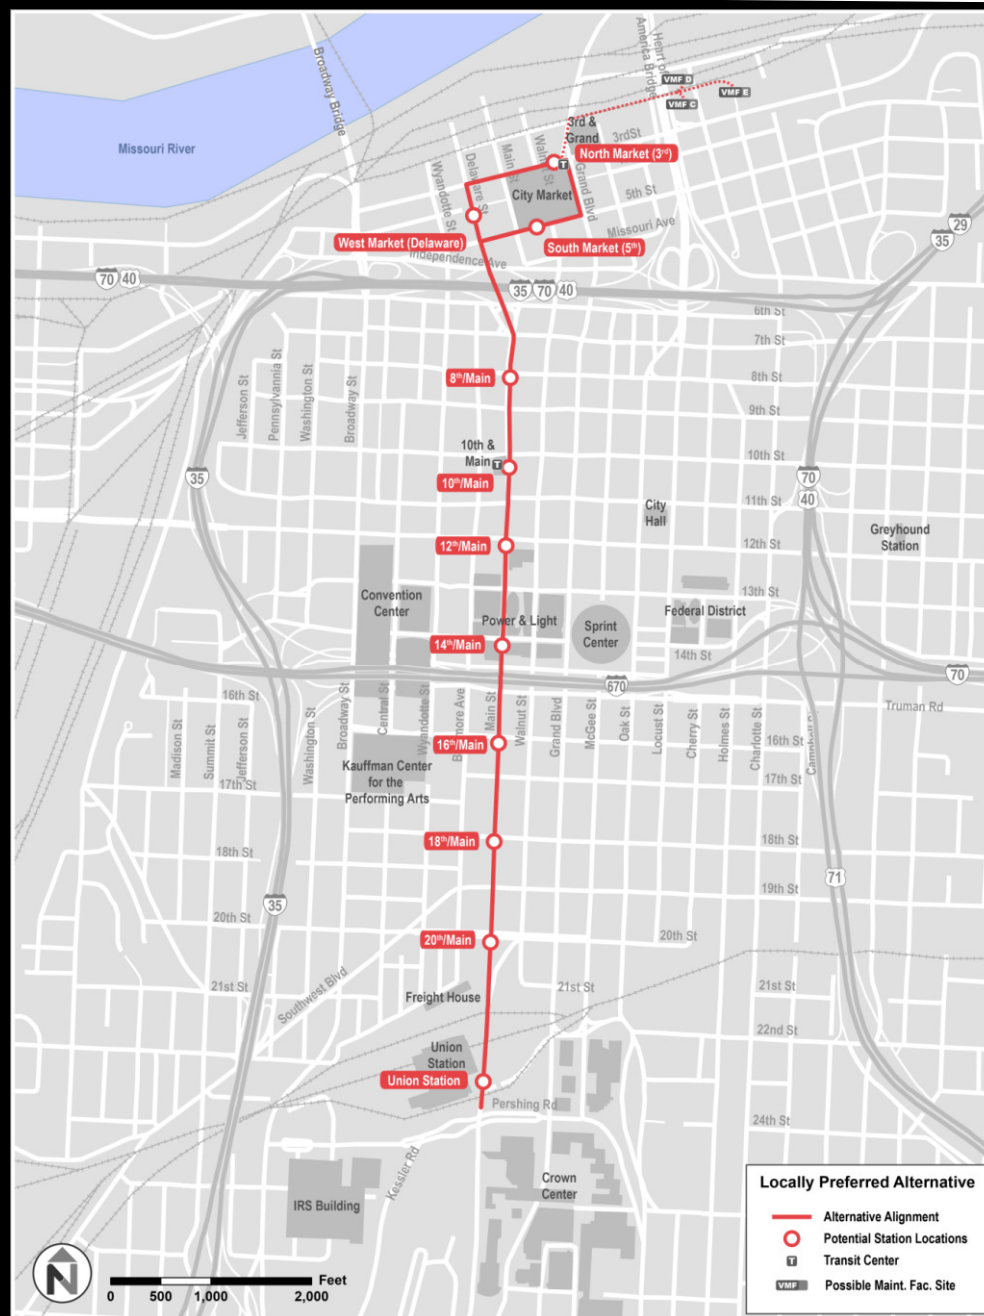 Missouri River
Broadway Bridge
Heart of
America Bridge
VMF D
VMF E
VMF C
3rd &
Grand
3rdSt
North Market (3rd)
T
Wyandotte St
Delaware St
Main St
Walnut St
Grand Blvd
City Market
5th St
Missouri Ave
West Market (Delaware)
South Market (5th)
Independence Ave
29
35
70 40
35 70 40
6th St
7th St
8th/Main
8th St
Jefferson St
Pennsylvannia St
Washington St
Broadway St
9th St
10th &
Main
T
10th/Main
10th St
35
70
40
11th St
City
Hall
Greyhound
Station
12th/Main
12th St
Convention
Center
13th St
Power & Light
Sprint
Center
Federal District
14th/Main
14th St
670
70
16th St
Truman Rd
Madison St
Summit St
Jefferson St
Washington St
Broadway St
Central St
Wyandotte St
Main St
Walnut St
Grand Blvd
McGee St
Oak St
Locust St
Cherry St
Holmes St
Charlotte St
16th/Main
16th St
Kauffman Center
for the
Performing Arts
17th St
17th St
18th/Main
18th St
18th St
71
35
19th St
20th St
20th/Main
20th St
Southwest Blvd
21st St
Freight House
21st St
21st St
22nd St
Union
Station
Union Station
Pershing Rd
24th St
Kessler Rd
IRS Building
Crown
Center
Locally Preferred Alternative
Alternative Alignment
Potential Station Locations
T Transit Center
VMF Possible Maint. Fac. Site
N
Feet
0 500 1,000 2,000